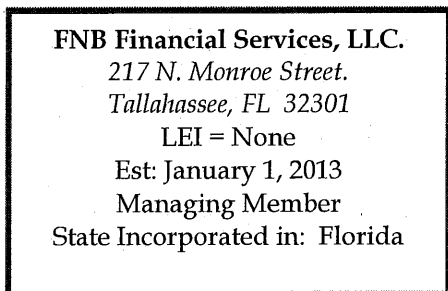 FNB Financial Services, LLC.
217 N. Monroe Street.
Tallahassee, FL 32301
LEI = None
Est: January 1, 2013
Managing Member
State Incorporated in: Florida